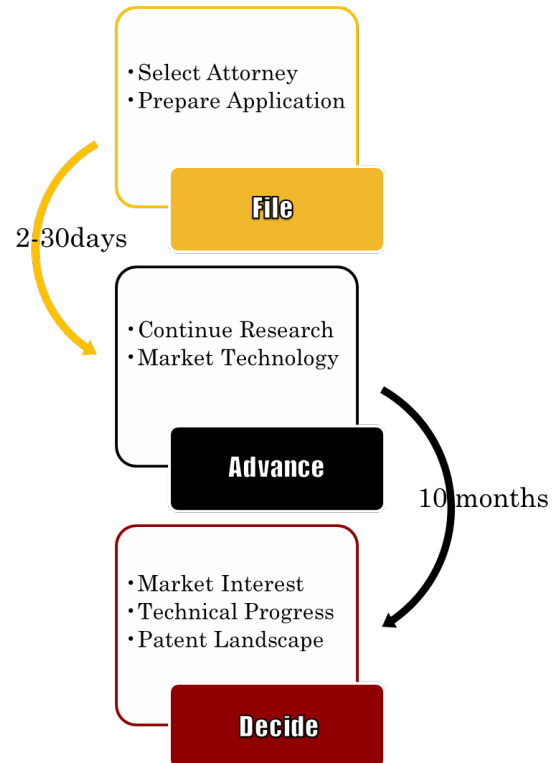 •Select Attorney
•Prepare Application
File
2-30days
•Continue Research
•Market Technology
Advance
10 months
•Market Interest
•Technical Progress
•Patent Landscape
Decide